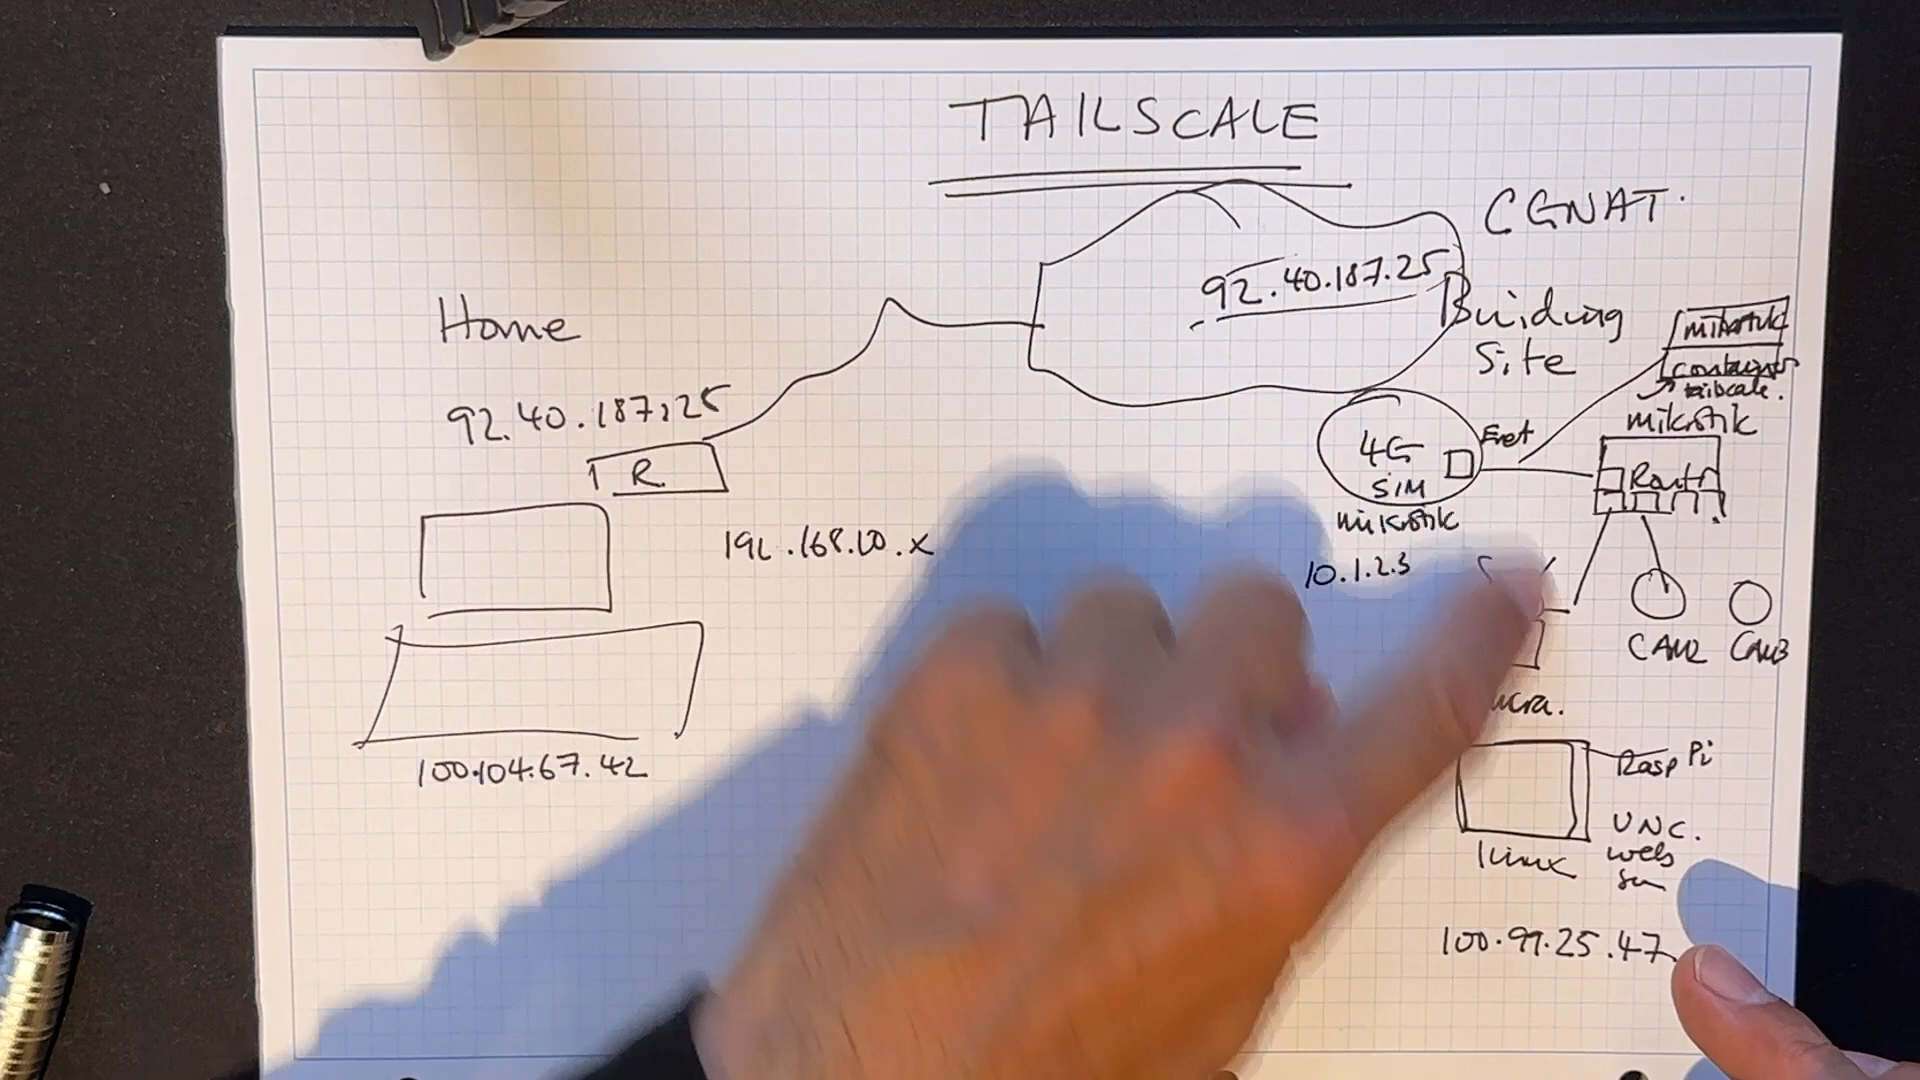 TAILSCALE
CGNAT.
92.40.187.25
Building
Site
Home
92.40.187.25
R
192.168.10.x
100.104.67.42
mikrotik
container
tailscale.
mikrotik
Router
Enet
4G
SIM
mikrotik
10.1.2.3
CAM2
CAM3
Rasp Pi
VNC.
web
linux
100.99.25.47